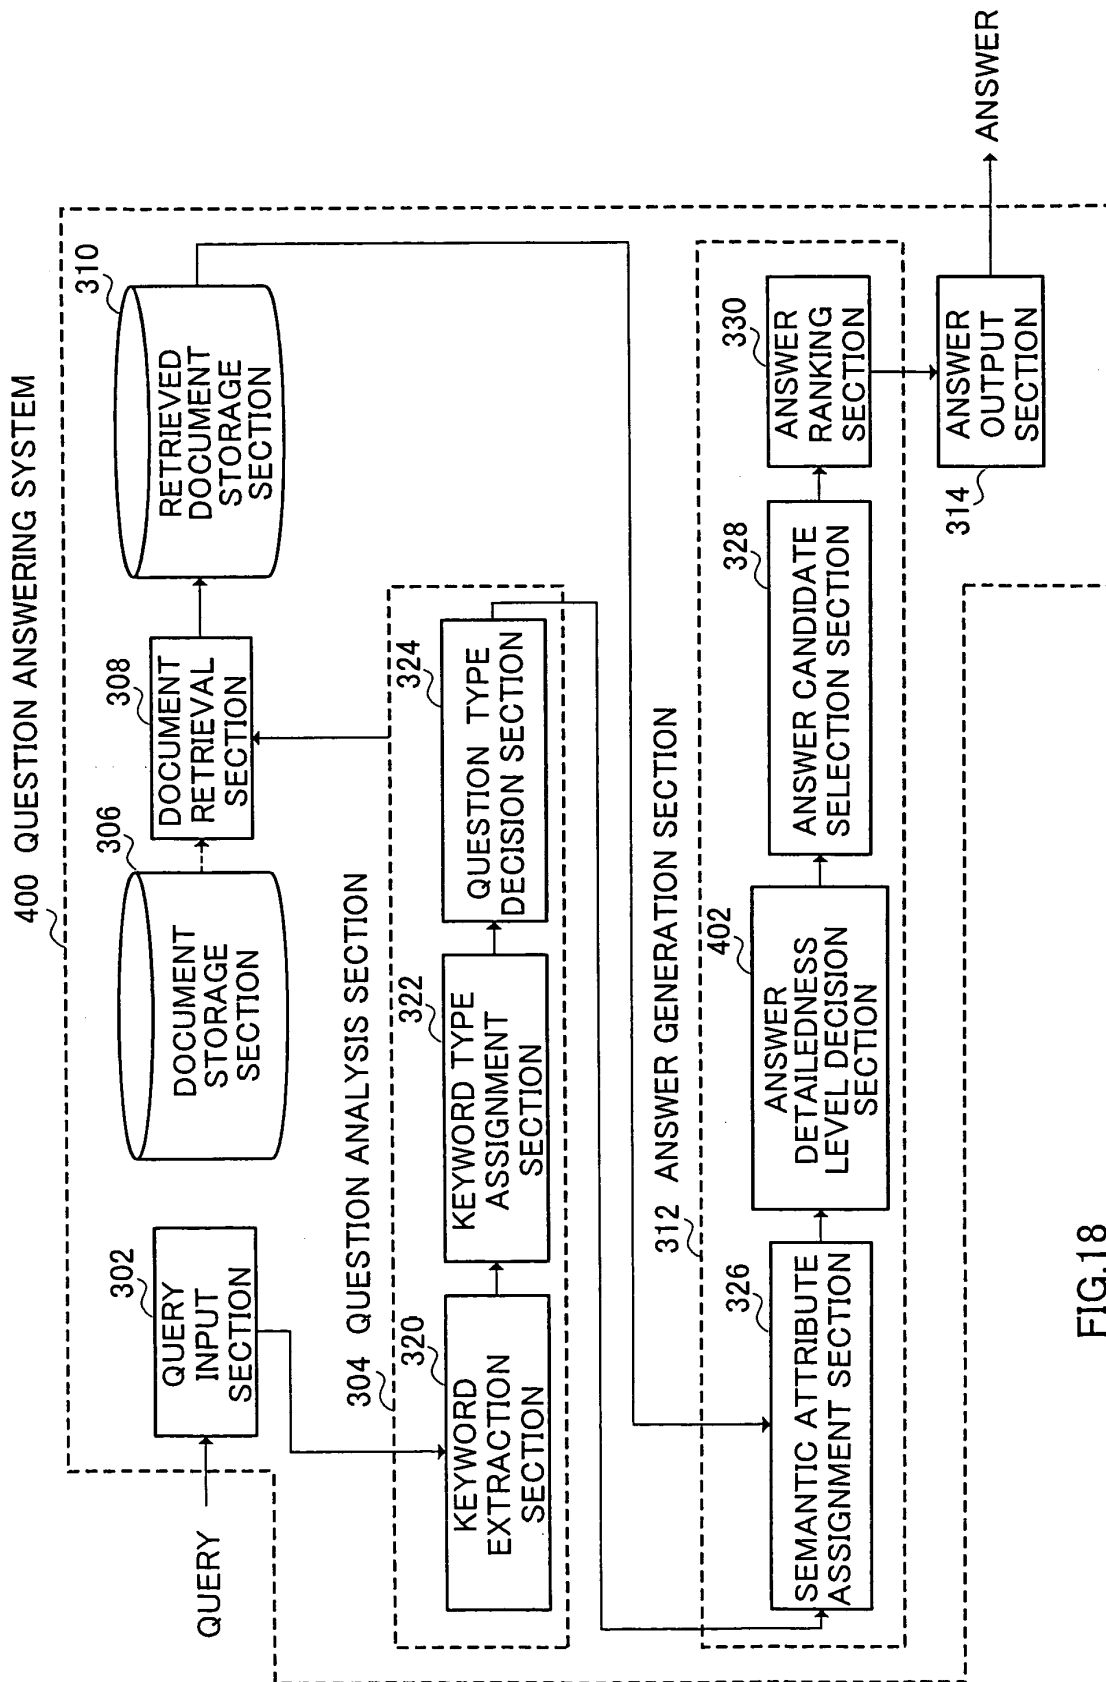 400 QUESTION ANSWERING SYSTEM
QUERY
302
QUERY
INPUT
SECTION
306
DOCUMENT
STORAGE
SECTION
308
DOCUMENT
RETRIEVAL
SECTION
310
RETRIEVED
DOCUMENT
STORAGE
SECTION
304 QUESTION ANALYSIS SECTION
320
KEYWORD
EXTRACTION
SECTION
322
KEYWORD TYPE
ASSIGNMENT
SECTION
324
QUESTION TYPE
DECISION SECTION
312 ANSWER GENERATION SECTION
326
SEMANTIC ATTRIBUTE
ASSIGNMENT SECTION
402
ANSWER
DETAILEDNESS
LEVEL DECISION
SECTION
328
ANSWER CANDIDATE
SELECTION SECTION
330
ANSWER
RANKING
SECTION
314
ANSWER
OUTPUT
SECTION
ANSWER
FIG.18